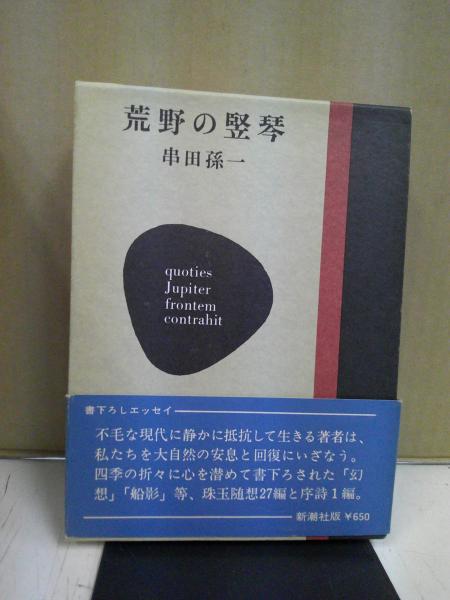 荒野の竪琴
串田孫一
quoties
Jupiter
frontem
contrahit
書下ろしエッセイ
不毛な現代に静かに抵抗して生きる著者は、
私たちを大自然の安息と回復にいざなう。
四季の折々に心を潜めて書下ろされた「幻
想」「船影」等、珠玉随想27編と序詩1編。
新潮社版 ¥650